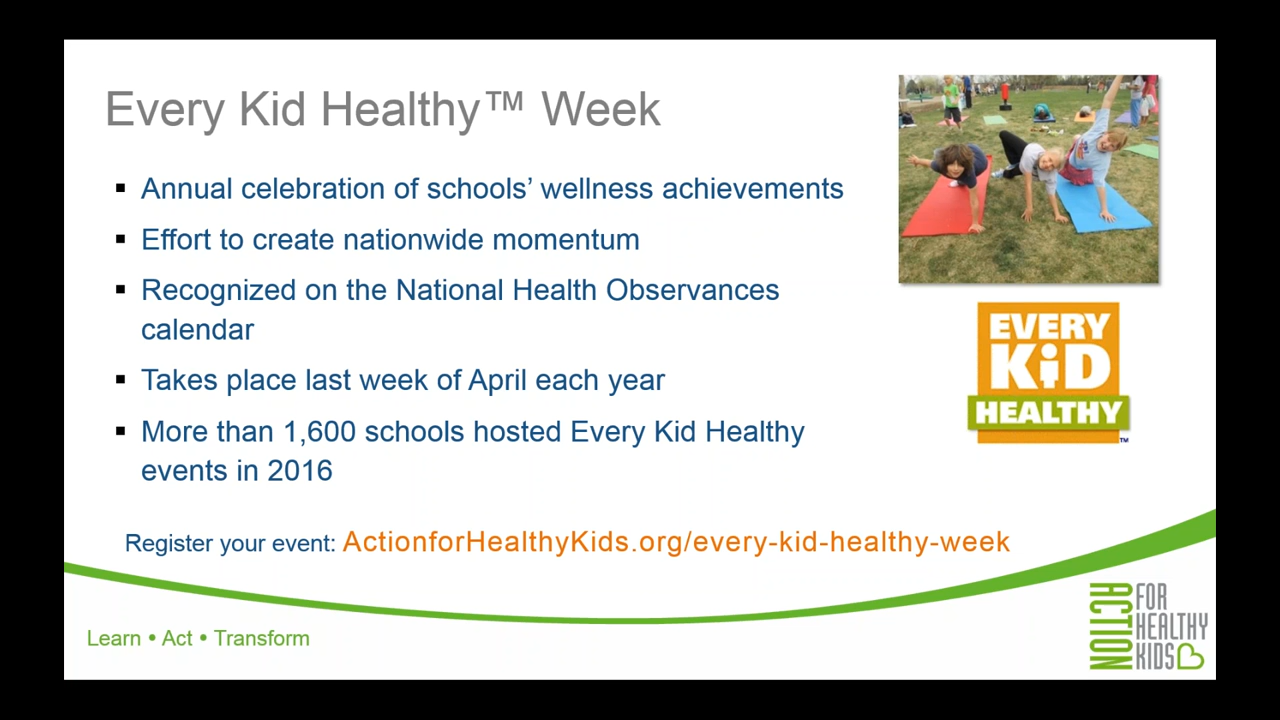 Every Kid Healthy™ Week
▪ Annual celebration of schools’ wellness achievements
▪ Effort to create nationwide momentum
▪ Recognized on the National Health Observances
calendar
▪ Takes place last week of April each year
▪ More than 1,600 schools hosted Every Kid Healthy
events in 2016
EVERY
KiD
HEALTHY™
Register your event: ActionforHealthyKids.org/every-kid-healthy-week
Learn • Act • Transform
ACTION
FOR
HEALTHY
KIDS